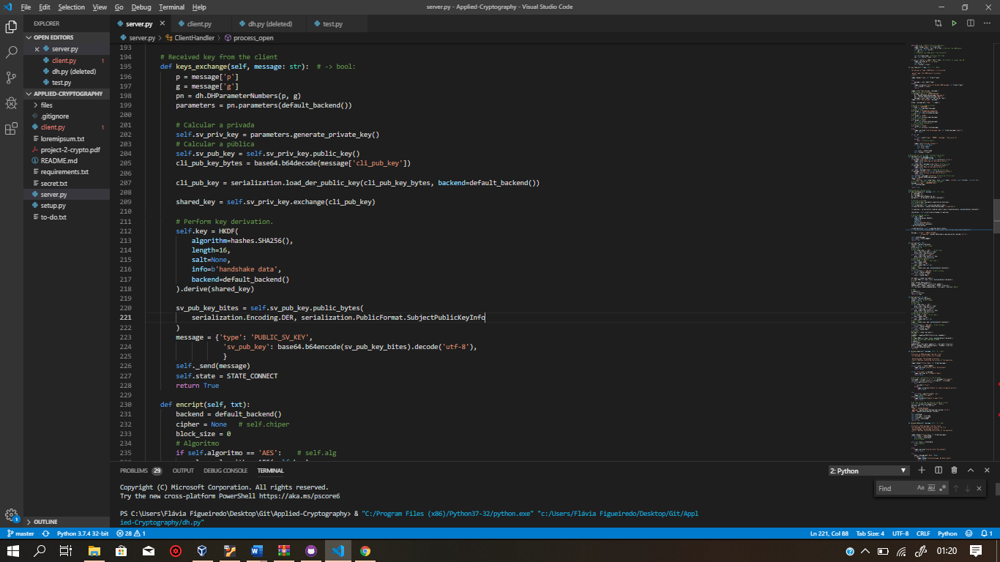 File Edit Selection View Go Debug Terminal Help
server.py - Applied-Cryptography - Visual Studio Code
EXPLORER
OPEN EDITORS
server.py
client.py 1
dh.py (deleted)
test.py
APPLIED-CRYPTOGRAPHY
files
.gitignore
client.py 1
loremipsum.txt
project-2-crypto.pdf
README.md
requirements.txt
secret.txt
server.py
setup.py
to-do.txt
OUTLINE
server.py client.py dh.py (deleted) test.py
server.py > ClientHandler > process_open
193
194 # Received key from the client
195 def keys_exchange(self, message: str): # -> bool:
196 p = message['p']
197 g = message['g']
198 pn = dh.DHParameterNumbers(p, g)
199 parameters = pn.parameters(default_backend())
200
201 # Calcular a privada
202 self.sv_priv_key = parameters.generate_private_key()
203 # Calcular a pública
204 self.sv_pub_key = self.sv_priv_key.public_key()
205 cli_pub_key_bytes = base64.b64decode(message['cli_pub_key'])
206
207 cli_pub_key = serialization.load_der_public_key(cli_pub_key_bytes, backend=default_backend())
208
209 shared_key = self.sv_priv_key.exchange(cli_pub_key)
210
211 # Perform key derivation.
212 self.key = HKDF(
213 algorithm=hashes.SHA256(),
214 length=16,
215 salt=None,
216 info=b'handshake data',
217 backend=default_backend()
218 ).derive(shared_key)
219
220 sv_pub_key_bites = self.sv_pub_key.public_bytes(
221 serialization.Encoding.DER, serialization.PublicFormat.SubjectPublicKeyInfo
222 )
223 message = {'type': 'PUBLIC_SV_KEY',
224 'sv_pub_key': base64.b64encode(sv_pub_key_bites).decode('utf-8'),
225 }
226 self._send(message)
227 self.state = STATE_CONNECT
228 return True
229
230 def encript(self, txt):
231 backend = default_backend()
232 cipher = None # self.chiper
233 block_size = 0
234 # Algoritmo
235 if self.algoritmo == 'AES': # self.alg
PROBLEMS 29 OUTPUT DEBUG CONSOLE TERMINAL
2: Python
Find Aa Abl .*
Copyright (C) Microsoft Corporation. All rights reserved.
Try the new cross-platform PowerShell https://aka.ms/pscore6
PS C:\Users\Flávia Figueiredo\Desktop\Git\Applied-Cryptography> & "C:/Program Files (x86)/Python37-32/python.exe" "c:/Users/Flávia Figueiredo/Desktop/Git/Appl
ied-Cryptography/dh.py"
master Python 3.7.4 32-bit 28 1 Ln 221, Col 88 Tab Size: 4 UTF-8 CRLF Python 1
01:20